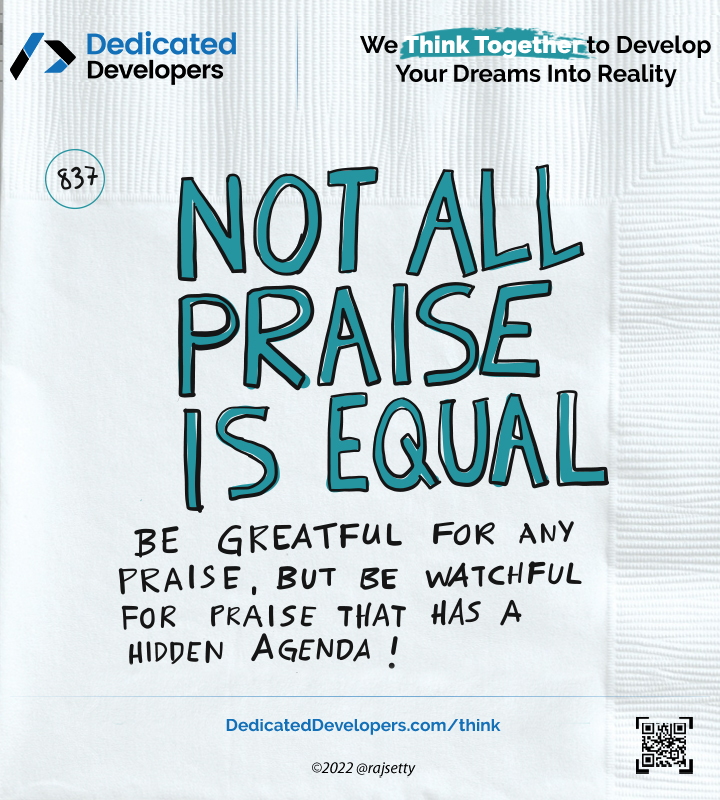 Dedicated
Developers
We Think Together to Develop
Your Dreams Into Reality
837
NOT ALL
PRAISE
IS EQUAL
BE GREATFUL FOR ANY
PRAISE, BUT BE WATCHFUL
FOR PRAISE THAT HAS A
HIDDEN AGENDA!
DedicatedDevelopers.com/think
©2022 @rajsetty